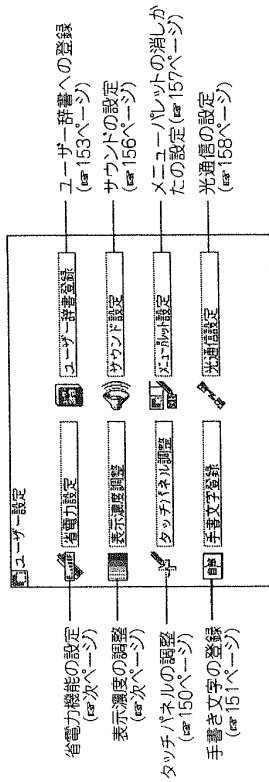 ユーザー設定
省電力設定
ユーザー辞書登録
表示濃度調整
サウンド設定
タッチパネル調整
メニューパレット設定
手書文字登録
光通信設定
省電力機能の設定
(☞次ページ)
表示濃度の調整
(☞次ページ)
タッチパネルの調整
(☞150ページ)
手書き文字の登録
(☞151ページ)
ユーザー辞書への登録
(☞153ページ)
サウンドの設定
(☞156ページ)
メニューパレットの消しか
たの設定(☞157ページ)
光通信の設定
(☞158ページ)